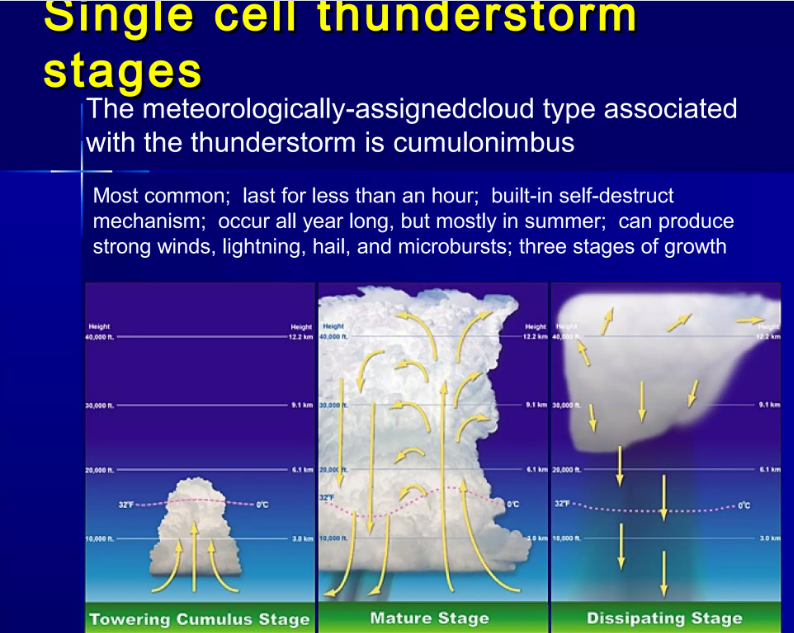 Single cell thunderstorm
stages
The meteorologically-assignedcloud type associated
with the thunderstorm is cumulonimbus
Most common; last for less than an hour; built-in self-destruct
mechanism; occur all year long, but mostly in summer; can produce
strong winds, lightning, hail, and microbursts; three stages of growth
Height Height
40,000 ft. 12.2 km
30,000 ft. 9.1 km
20,000 ft. 6.1 km
32°F 0°C
10,000 ft. 3.0 km
Towering Cumulus Stage
Height Height
40,000 ft. 12.2 km
30,000 ft. 9.1 km
20,000 ft. 6.1 km
32°F 0°C
10,000 ft. 3.0 km
Mature Stage
Height Height
40, 12.2 km
30,000 ft. 9.1 km
20,000 ft. 6.1 km
32°F 0°C
10,000 ft. 3.0 km
Dissipating Stage